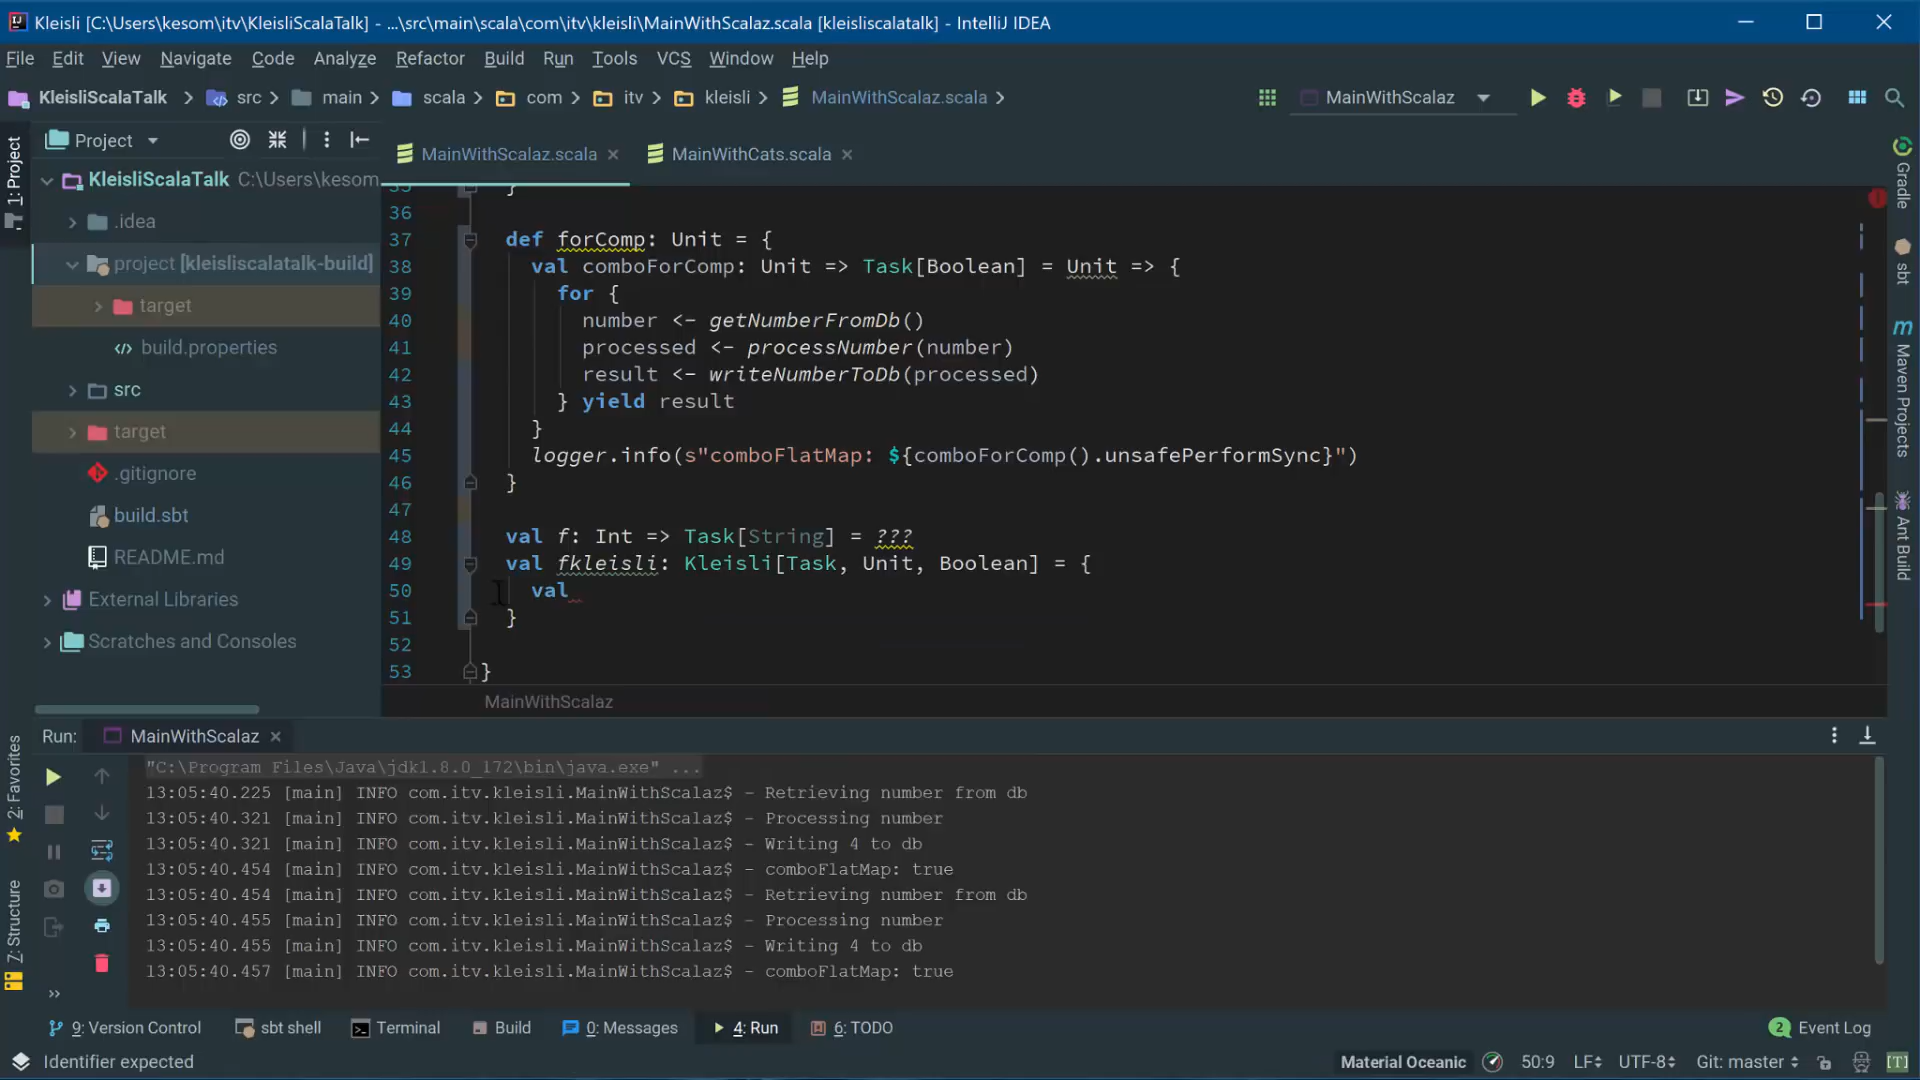 Kleisli [C:\Users\kesom\itv\KleisliScalaTalk] - ...\src\main\scala\com\itv\kleisli\MainWithScalaz.scala [kleisliscalatalk] - IntelliJ IDEA
File Edit View Navigate Code Analyze Refactor Build Run Tools VCS Window Help
KleisliScalaTalk src main scala com itv kleisli MainWithScalaz.scala MainWithScalaz
Project MainWithScalaz.scala MainWithCats.scala
1: Project
KleisliScalaTalk C:\Users\kesom
.idea
project [kleisliscalatalk-build]
target
build.properties
src
target
.gitignore
build.sbt
README.md
External Libraries
Scratches and Consoles
35 }
36
37 def forComp: Unit = {
38 val comboForComp: Unit => Task[Boolean] = Unit => {
39 for {
40 number <- getNumberFromDb()
41 processed <- processNumber(number)
42 result <- writeNumberToDb(processed)
43 } yield result
44 }
45 logger.info(s"comboFlatMap: ${comboForComp().unsafePerformSync}")
46 }
47
48 val f: Int => Task[String] = ???
49 val fkleisli: Kleisli[Task, Unit, Boolean] = {
50 val
51 }
52
53 }
MainWithScalaz
Gradle
sbt
m
Maven Projects
Ant Build
Run: MainWithScalaz
2: Favorites
7: Structure
"C:\Program Files\Java\jdk1.8.0_172\bin\java.exe" ...
13:05:40.225 [main] INFO com.itv.kleisli.MainWithScalaz$ - Retrieving number from db
13:05:40.321 [main] INFO com.itv.kleisli.MainWithScalaz$ - Processing number
13:05:40.321 [main] INFO com.itv.kleisli.MainWithScalaz$ - Writing 4 to db
13:05:40.454 [main] INFO com.itv.kleisli.MainWithScalaz$ - comboFlatMap: true
13:05:40.454 [main] INFO com.itv.kleisli.MainWithScalaz$ - Retrieving number from db
13:05:40.455 [main] INFO com.itv.kleisli.MainWithScalaz$ - Processing number
13:05:40.455 [main] INFO com.itv.kleisli.MainWithScalaz$ - Writing 4 to db
13:05:40.457 [main] INFO com.itv.kleisli.MainWithScalaz$ - comboFlatMap: true
9: Version Control sbt shell Terminal Build 0: Messages 4: Run 6: TODO 2 Event Log
Identifier expected Material Oceanic 50:9 LF UTF-8 Git: master [T]